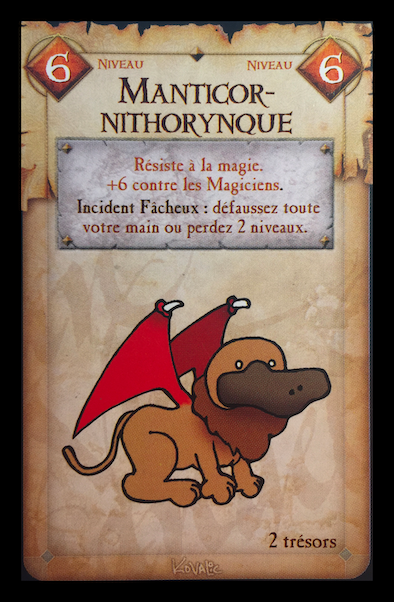 6 NIVEAU NIVEAU 6
MANTICOR-
NITHORYNQUE
Résiste à la magie.
+6 contre les Magiciens.
Incident Fâcheux : défaussez toute
votre main ou perdez 2 niveaux.
2 trésors
KOVALIC